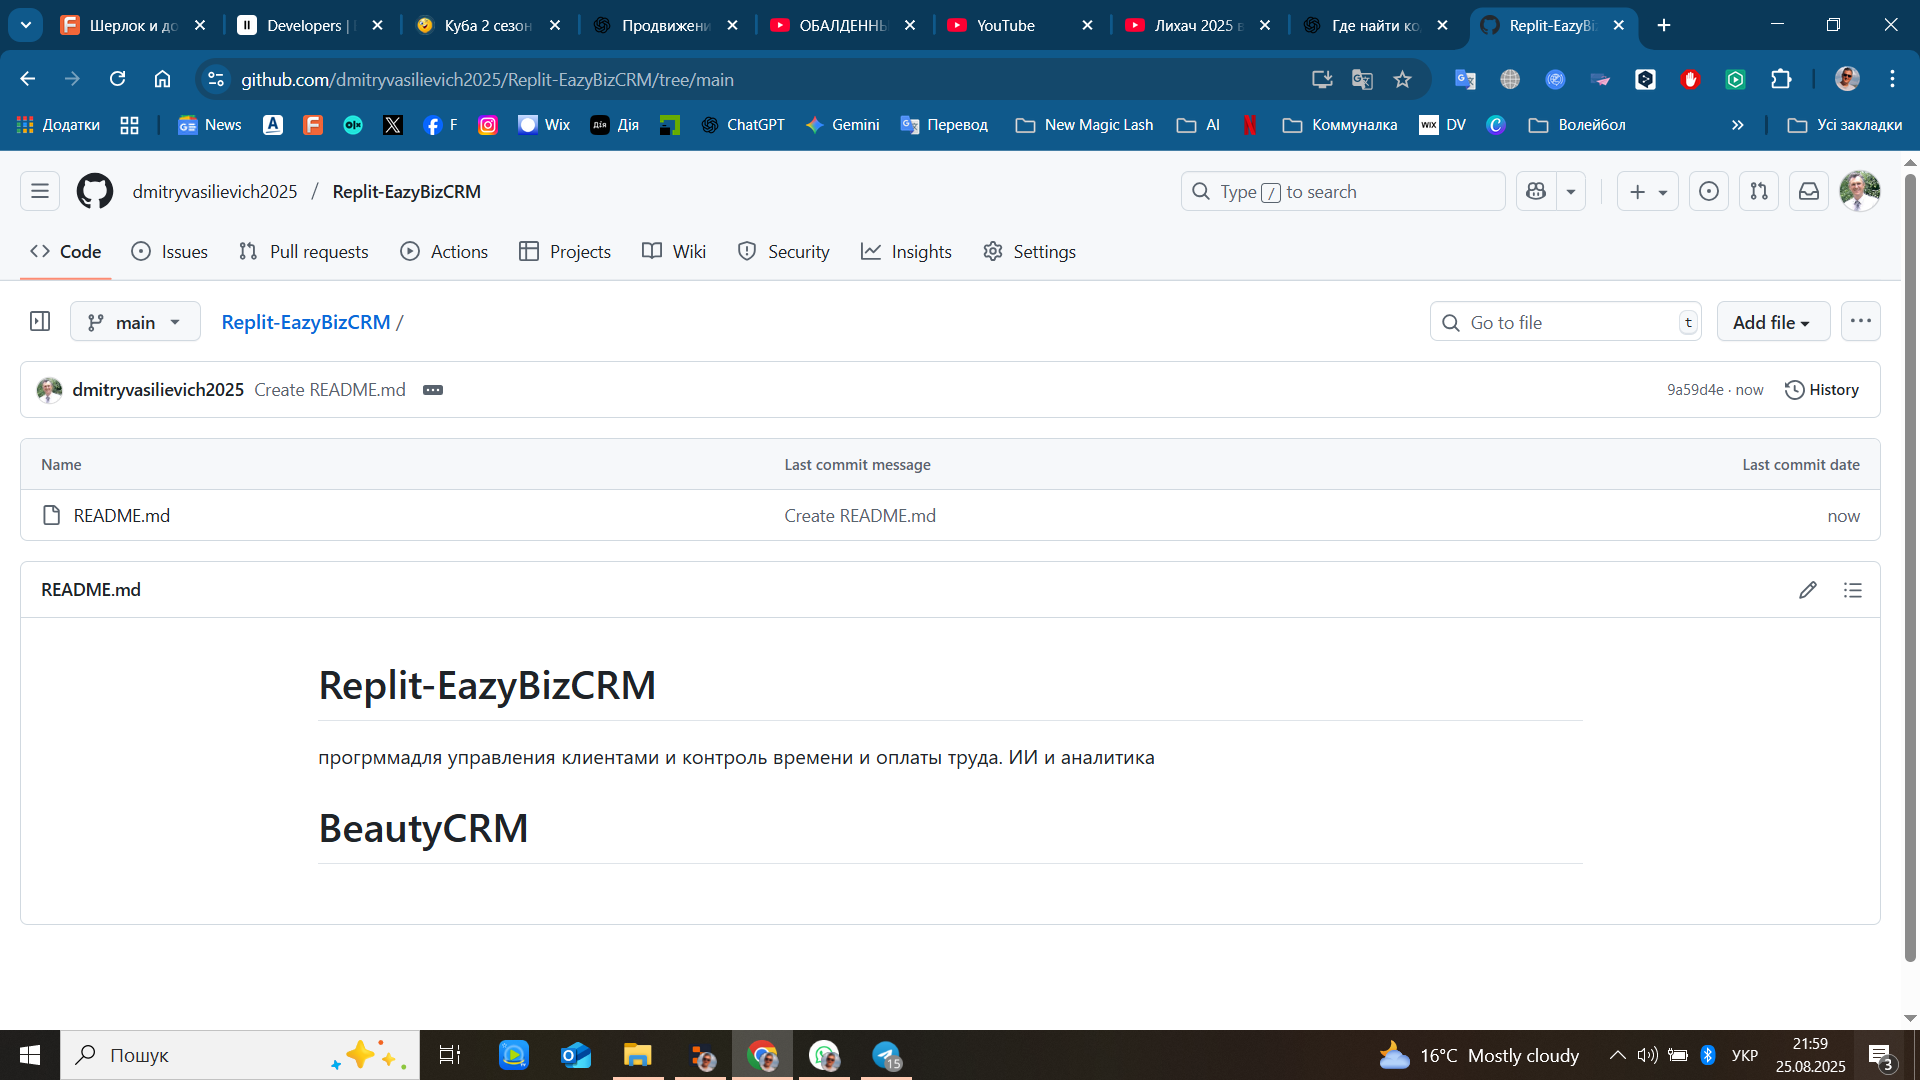 Шерлок и до
Developers |
Куба 2 сезон
Продвижени
ОБАЛДЕННЫ
YouTube
Лихач 2025 в
Где найти ко
Replit-EazyBi
github.com/dmitryvasilievich2025/Replit-EazyBizCRM/tree/main
Додатки
News
F
Wix
Дія
ChatGPT
Gemini
Перевод
New Magic Lash
AI
Коммуналка
WIX DV
Волейбол
Усі закладки
dmitryvasilievich2025 / Replit-EazyBizCRM
Type / to search
Code
Issues
Pull requests
Actions
Projects
Wiki
Security
Insights
Settings
main
Replit-EazyBizCRM /
Go to file t
Add file
dmitryvasilievich2025 Create README.md
9a59d4e · now
History
Name Last commit message Last commit date
README.md Create README.md now
README.md
Replit-EazyBizCRM
прогрммадля управления клиентами и контроль времени и оплаты труда. ИИ и аналитика
BeautyCRM
Пошук
15
16°C Mostly cloudy
УКР
21:59
25.08.2025
3